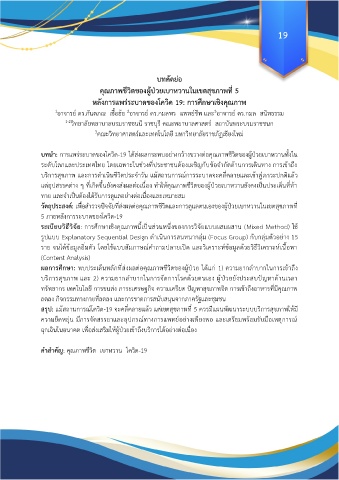 19
บทคัดย่อ
คุณภาพชีวิตของผู้ป่วยเบาหวานในเขตสุขภาพที่ 5
หลังการแพร่ระบาดของโควิด 19: การศึกษาเชิงคุณภาพ
¹อาจารย์ ดร.กันตภณ เชื้อฮ้อ ²อาจารย์ ดร.กมลพร แพทย์ชีพ และ³อาจารย์ ดร.กมล
¹,²วิทยาลัยพยาบาลบรมราชชนนี ราชบุรี คณะพยาบาลศาสตร์ สถาบันพระบรมราชชนก
³คณะวิทยาศาสตร์และเทคโนโลยี มหาวิทยาลัยราชภัฏเชียงใหม่
บทนำ: การแพร่ระบาดของโควิด-19 ได้ส่งผลกระทบอย่างกว้างขวางต่อคุณภาพชีวิตของผู้ป่วยเบาหวานทั้งใน
ระดับโลกและประเทศไทย โดยเฉพาะในช่วงที่ประชาชนต้องเผชิญกับข้อจำกัดด้านการเดินทาง การเข้าถึง
บริการสุขภาพ และการดำเนินชีวิตประจำวัน แม้สถานการณ์การระบาดจะคลี่คลายและเข้าสู่ภาวะปกติแล้ว
แต่อุปสรรคต่าง ๆ ที่เกิดขึ้นยังคงส่งผลต่อเนื่อง ทำให้คุณภาพชีวิตของผู้ป่วยเบาหวานยังคงเป็นประเด็นที่ท้า
ทาย และจำเป็นต้องได้รับการดูแลอย่างต่อเนื่องและเหมาะสม
วัตถุประสงค์: เพื่อสำรวจปัจจัยที่ส่งผลต่อคุณภาพชีวิตและการดูแลตนเองของผู้ป่วยเบาหวานในเขตสุขภาพที่
5 ภายหลังการระบาดของโควิด-19
ระเบียบวิธีวิจัย: การศึกษาเชิงคุณภาพนี้เป็นส่วนหนึ่งของการวิจัยแบบผสมผสาน (Mixed Method) ใช้
รูปแบบ Explanatory Sequential Design ดำเนินการสนทนากลุ่ม (Focus Group) กับกลุ่มตัวอย่าง 15
ราย จนได้ข้อมูลอิ่มตัว โดยใช้แบบสัมภาษณ์คำถามปลายเปิด และวิเคราะห์ข้อมูลด้วยวิธีวิเคราะห์เนื้อหา
(Content Analysis)
ผลการศึกษา: พบประเด็นหลักที่ส่งผลต่อคุณภาพชีวิตของผู้ป่วย ได้แก่ 1) ความยากลำบากในการเข้าถึง
บริการสุขภาพ และ 2) ความยากลำบากในการจัดการโรคด้วยตนเอง ผู้ป่วยยังประสบปัญหาด้านเวลา
ทรัพยากร เทคโนโลยี การขนส่ง ภาระเศรษฐกิจ ความเครียด ปัญหาสุขภาพจิต การเข้าถึงอาหารที่มีคุณภาพ
ลดลง กิจกรรมทางกายที่ลดลง และการขาดการสนับสนุนจากภาครัฐและชุมชน
สรุป: แม้สถานการณ์โควิด-19 จะคลี่คลายแล้ว แต่เขตสุขภาพที่ 5 ควรมีแผนพัฒนาระบบบริการสุขภาพให้มี
ความยืดหยุ่น มีการจัดสรรยาและอุปกรณ์ทางการแพทย์อย่างเพียงพอ และเตรียมพร้อมรับมือเหตุการณ์
ฉุกเฉินในอนาคต เพื่อส่งเสริมให้ผู้ป่วยเข้าถึงบริการได้อย่างต่อเนื่อง
คำสำคัญ: คุณภาพชีวิต เบาหวาน โควิด-19